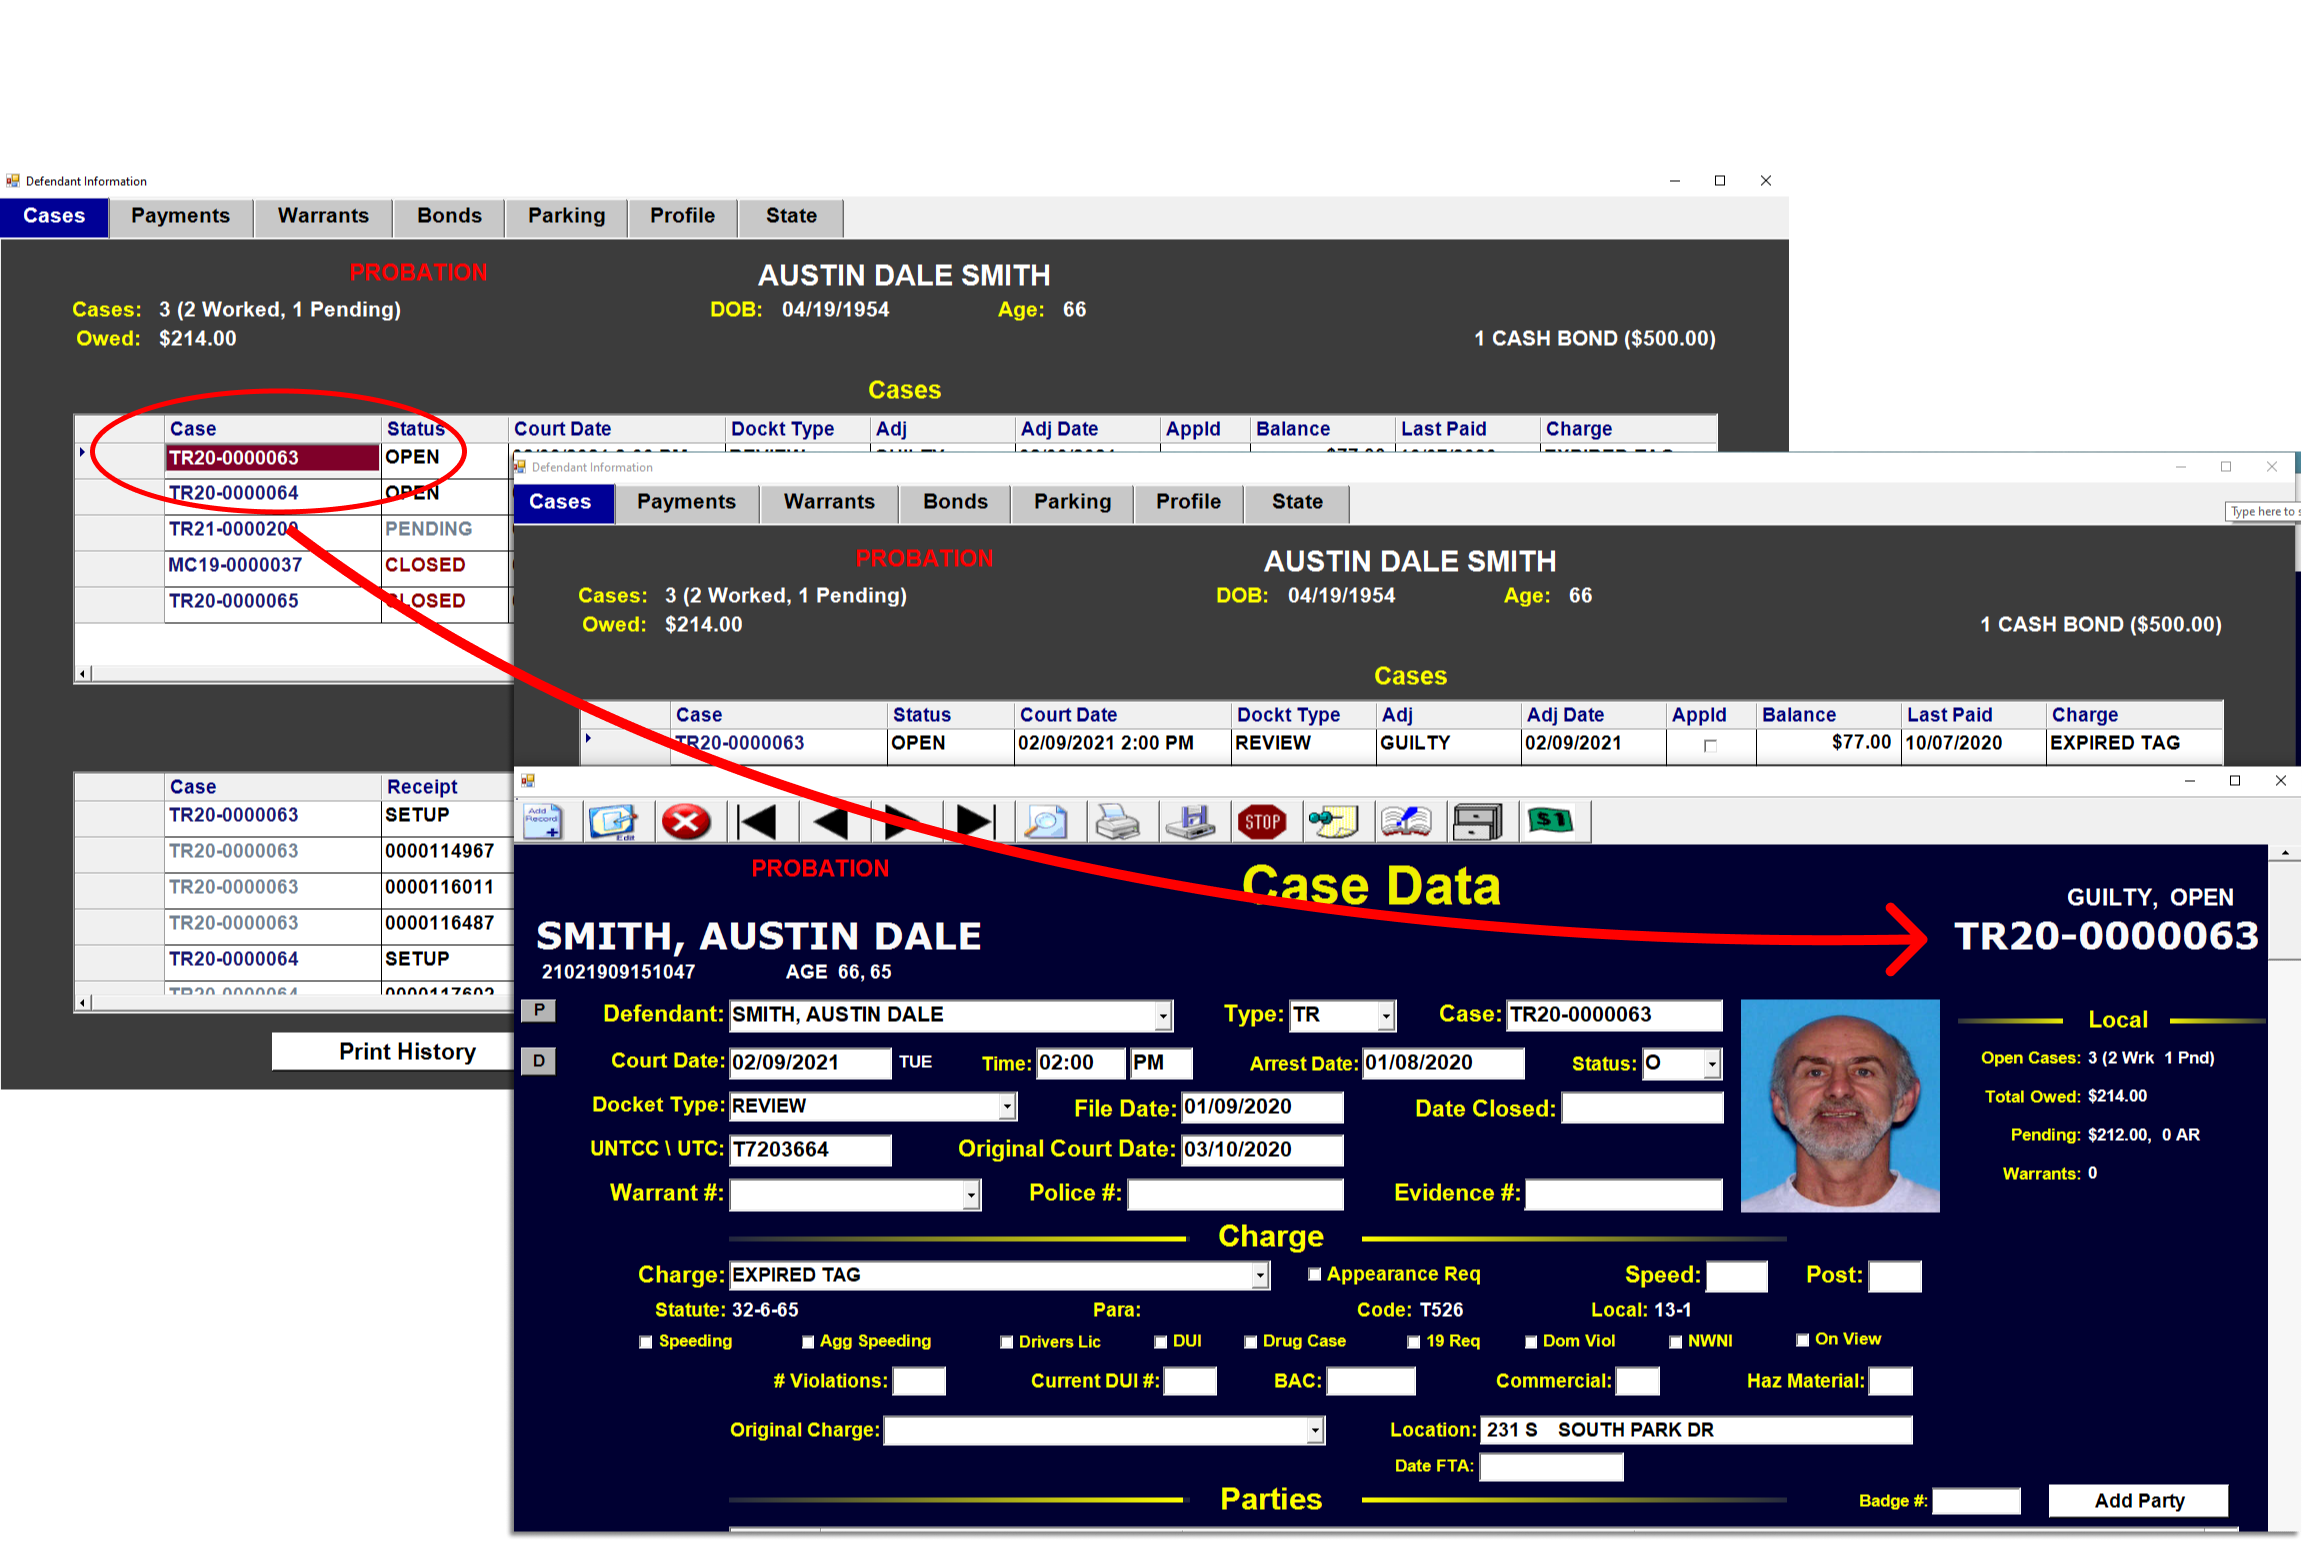 Defendant Information
Cases Payments Warrants Bonds Parking Profile State
PROBATION
AUSTIN DALE SMITH
Cases: 3 (2 Worked, 1 Pending) DOB: 04/19/1954 Age: 66
Owed: $214.00 1 CASH BOND ($500.00)
Cases
Case Status Court Date Dockt Type Adj Adj Date Appld Balance Last Paid Charge
TR20-0000063 OPEN
TR20-0000064 OPEN
TR21-0000209 PENDING
MC19-0000037 CLOSED
TR20-0000065 CLOSED
Case Receipt
TR20-0000063 SETUP
TR20-0000063 0000114967
TR20-0000063 0000116011
TR20-0000063 0000116487
TR20-0000064 SETUP
TR20-0000064 0000117602
Print History
Defendant Information
Type here to s
Cases Payments Warrants Bonds Parking Profile State
PROBATION
AUSTIN DALE SMITH
Cases: 3 (2 Worked, 1 Pending) DOB: 04/19/1954 Age: 66
Owed: $214.00 1 CASH BOND ($500.00)
Cases
Case Status Court Date Dockt Type Adj Adj Date Appld Balance Last Paid Charge
TR20-0000063 OPEN 02/09/2021 2:00 PM REVIEW GUILTY 02/09/2021 $77.00 10/07/2020 EXPIRED TAG
Add Record Edit STOP $1
PROBATION
Case Data
GUILTY, OPEN
SMITH, AUSTIN DALE TR20-0000063
21021909151047 AGE 66, 65
P Defendant: SMITH, AUSTIN DALE Type: TR Case: TR20-0000063
D Court Date: 02/09/2021 TUE Time: 02:00 PM Arrest Date: 01/08/2020 Status: O
Docket Type: REVIEW File Date: 01/09/2020 Date Closed:
UNTCC \ UTC: T7203664 Original Court Date: 03/10/2020
Warrant #: Police #: Evidence #:
Local
Open Cases: 3 (2 Wrk 1 Pnd)
Total Owed: $214.00
Pending: $212.00, 0 AR
Warrants: 0
Charge
Charge: EXPIRED TAG Appearance Req Speed: Post:
Statute: 32-6-65 Para: Code: T526 Local: 13-1
Speeding Agg Speeding Drivers Lic DUI Drug Case 19 Req Dom Viol NWNI On View
# Violations: Current DUI #: BAC: Commercial: Haz Material:
Original Charge: Location: 231 S SOUTH PARK DR
Date FTA:
Parties
Badge #: Add Party